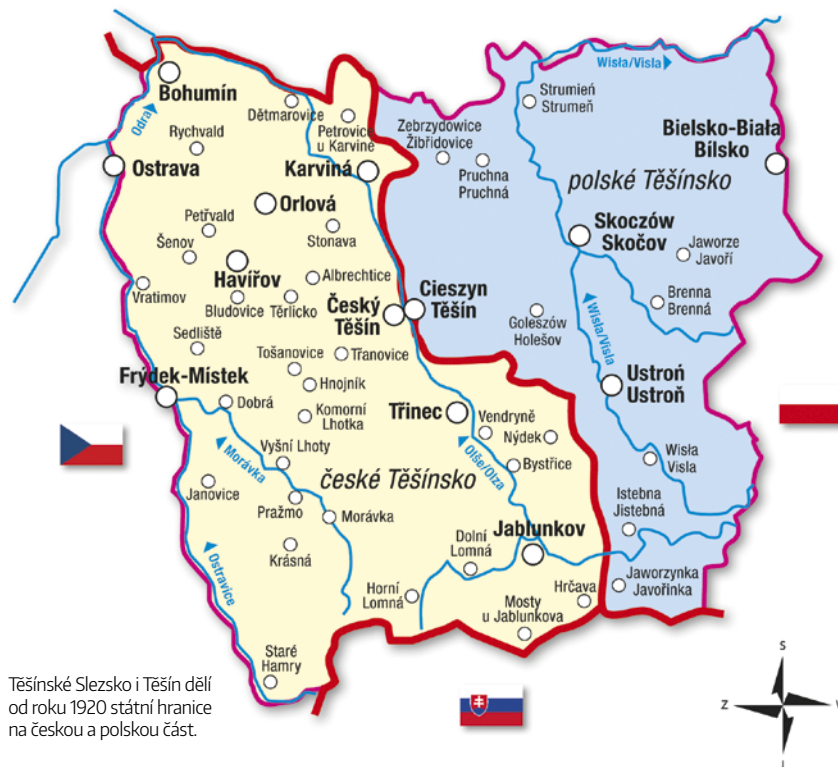 Wisła/Visla
Strumień
Strumeň
Bohumín
Dětmarovice
Odra
Petrovice
u Karviné
Zebrzydowice
Žibřidovice
Bielsko-Biała
Bílsko
Rychvald
Ostrava
Karviná
Pruchna
Pruchná
polské Těšínsko
Orlová
Petřvald
Stonava
Skoczów
Skočov
Šenov
Jaworze
Javoří
Havířov
Albrechtice
Vratimov
Bludovice
Těrlicko
Český
Těšín
Cieszyn
Těšín
Brenna
Brenná
Goleszów
Holešov
Wisła/Visla
Sedliště
Tošanovice
Třanovice
Frýdek-Místek
Hnojník
Ustroń
Ustroň
Dobrá
Komorní
Lhotka
Třinec
Vendryně
Nýdek
Morávka
Vyšní Lhoty
Olše/Olza
Bystřice
Wisła
Visla
české Těšínsko
Janovice
Pražmo
Morávka
Istebna
Jistebná
Jablunkov
Dolní
Lomná
Krásná
Ostravice
Horní
Lomná
Hrčava
Jaworzynka
Javořinka
Mosty
u Jablunkova
Staré
Hamry
Těšínské Slezsko i Těšín dělí
od roku 1920 státní hranice
na českou a polskou část.
S
Z
V
J